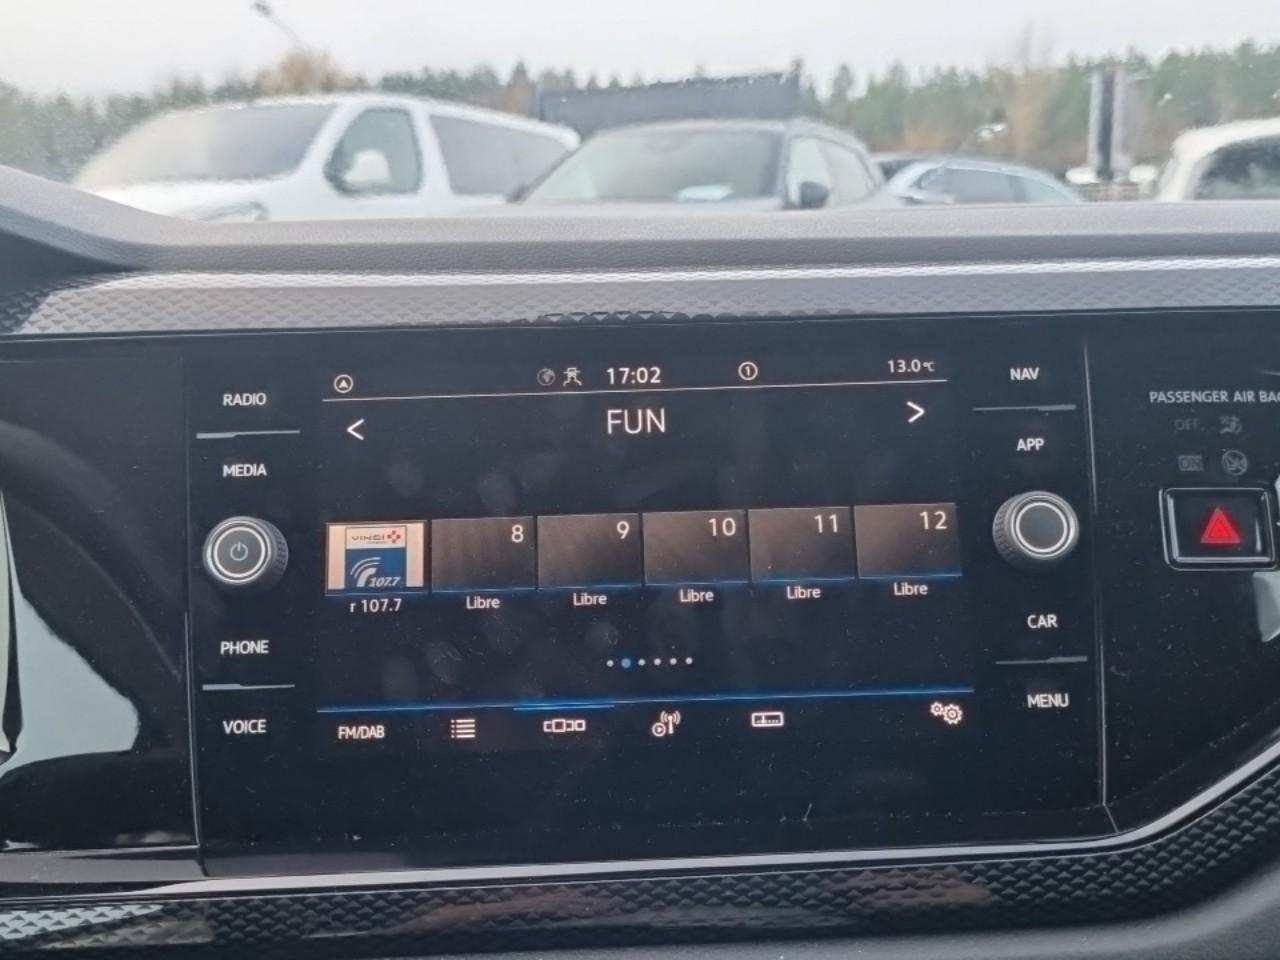 RADIO
MEDIA
PHONE
VOICE
17:02
1
13.0°C
<
FUN
>
VINCI
107.7
8
9
10
11
12
r 107.7
Libre
Libre
Libre
Libre
Libre
FM/DAB
NAV
APP
CAR
MENU
PASSENGER AIR BAG
OFF
ON